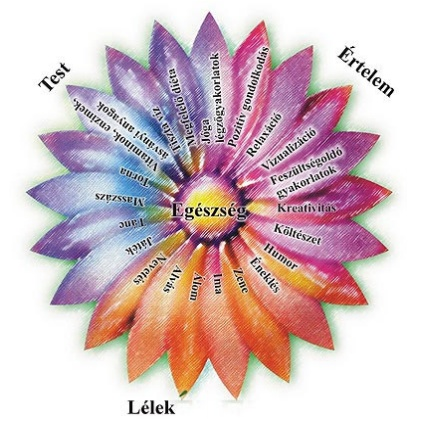 Test
Értelem
Jóga
légzőgyakorlatok
Pozitív gondolkodás
Relaxáció
Vizualizáció
Feszültségoldó
gyakorlatok
Kreativitás
Költészet
Humor
Éneklés
Zene
Ima
Álom
Alvás
Nevetés
Játék
Tánc
Masszázs
Torna
Vitaminok, enzimek,
ásványi anyagok
Tiszta víz
Megfelelő diéta
Egészség
Lélek